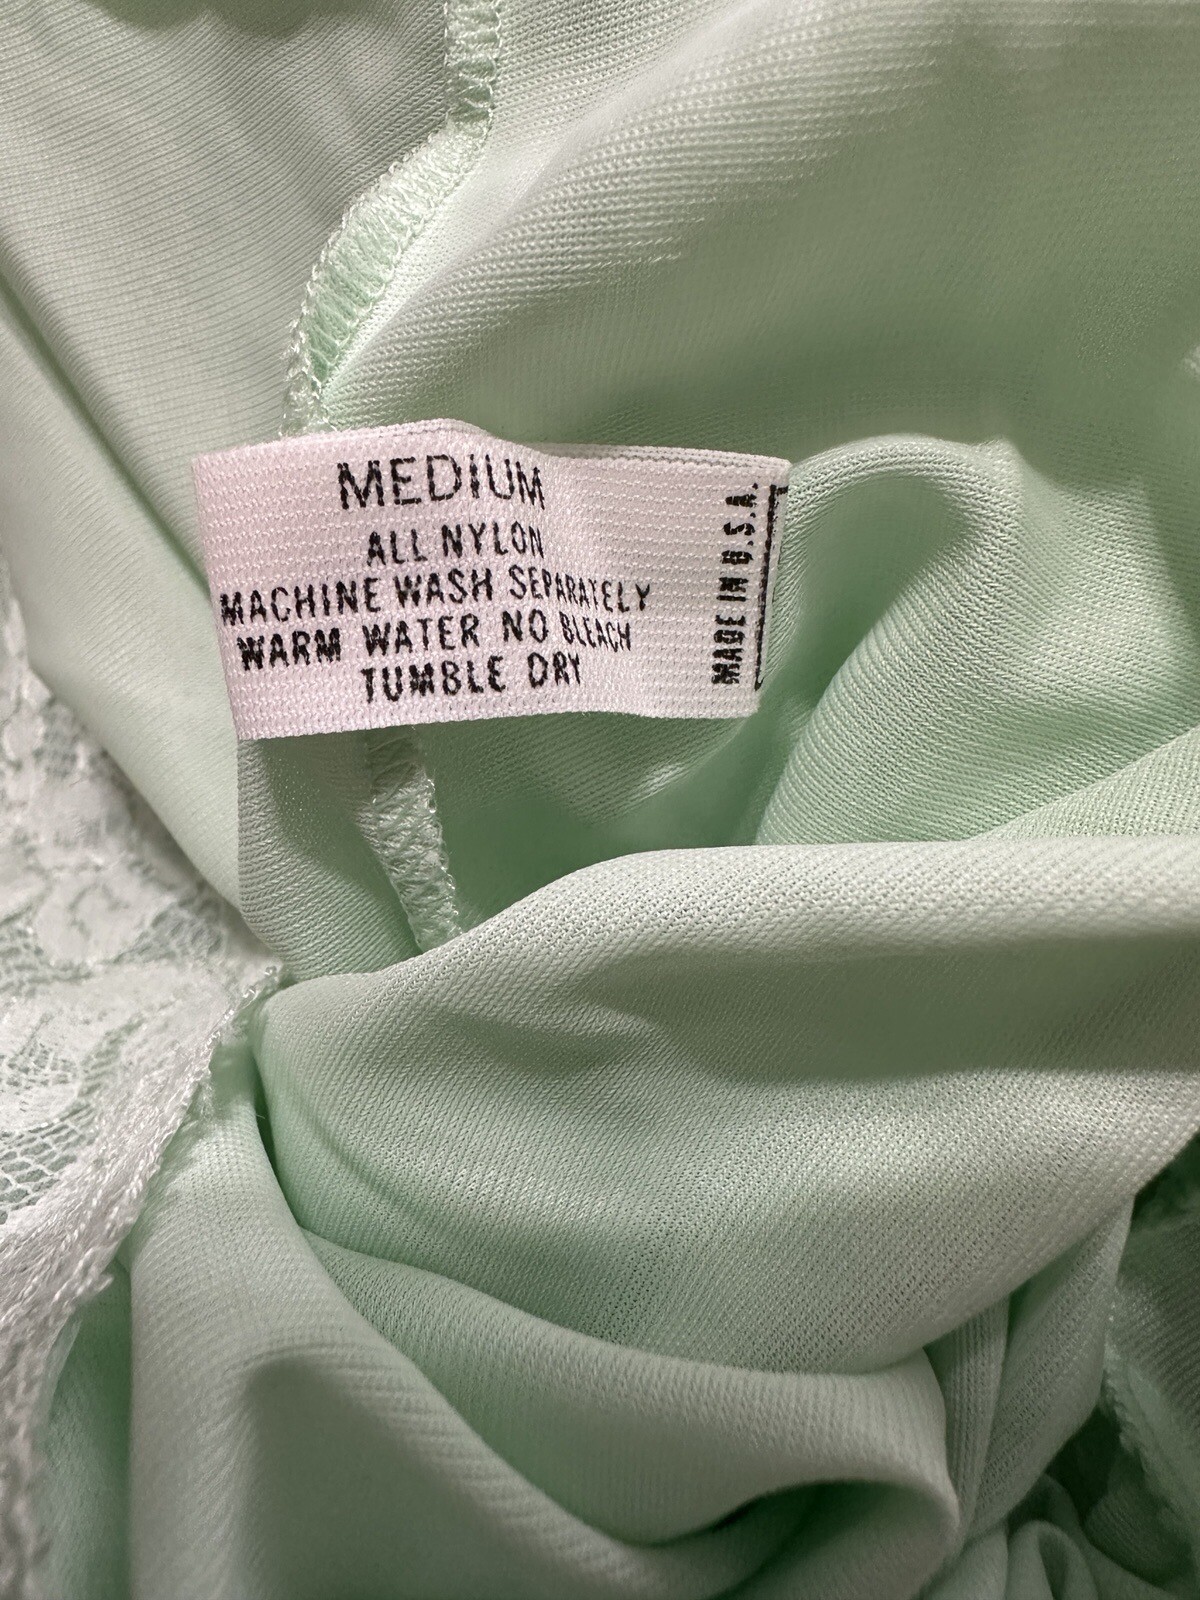 MEDIUM
ALL NYLON
MACHINE WASH SEPARATELY
WARM WATER NO BLEACH
TUMBLE DRY
MADE IN U.S.A.